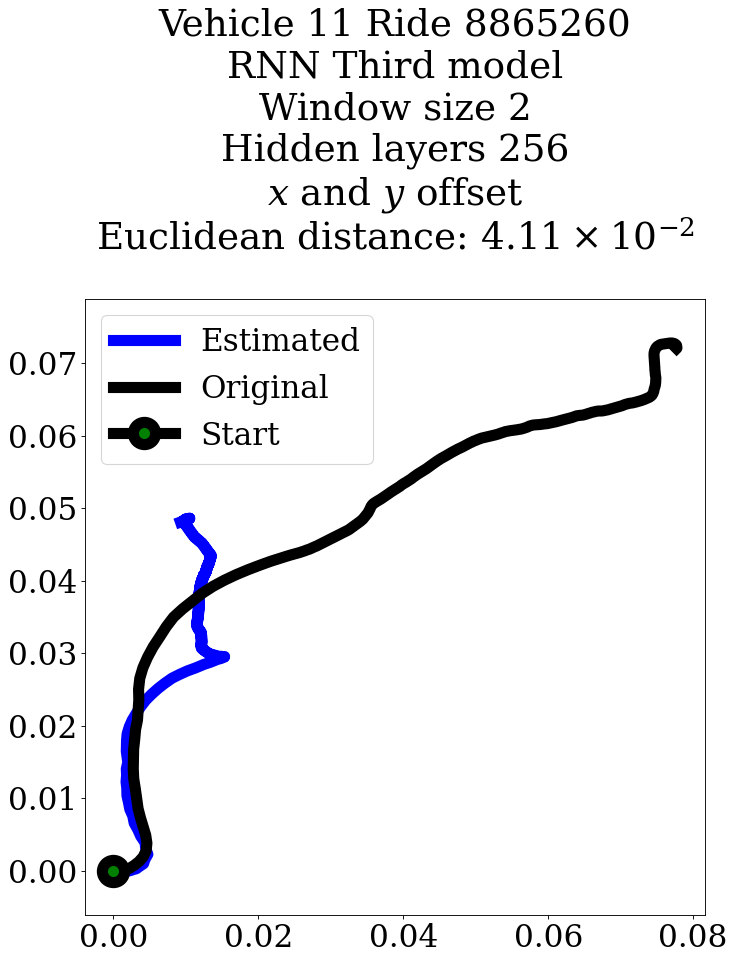 Vehicle 11 Ride 8865260
RNN Third model
Window size 2
Hidden layers 256
x and y offset
Euclidean distance: 4.11 × 10⁻²
Estimated
Original
Start
0.07
0.06
0.05
0.04
0.03
0.02
0.01
0.00
0.00 0.02 0.04 0.06 0.08